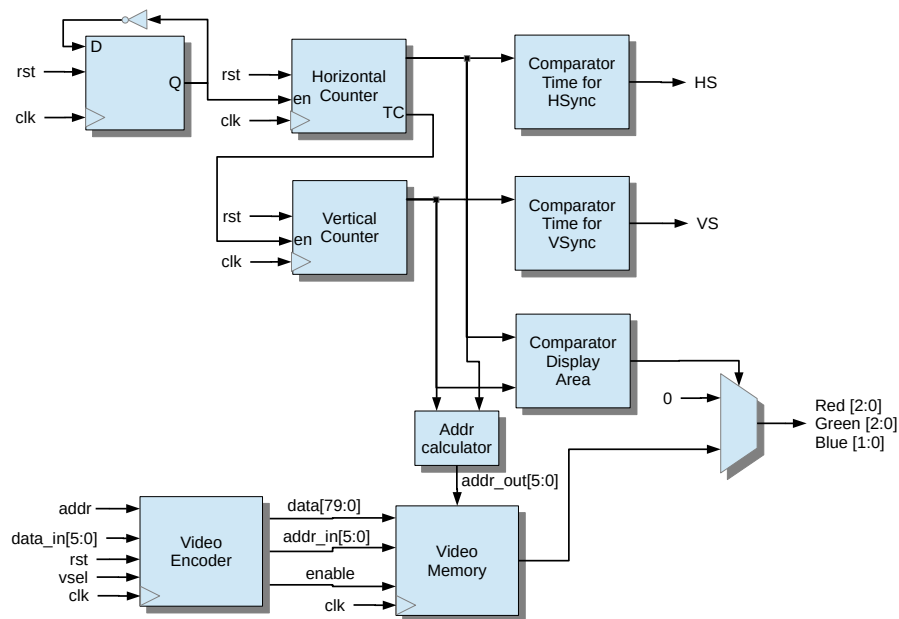 D
rst
Q
clk
rst
Horizontal
Counter
en
TC
clk
Comparator
Time for
HSync
HS
rst
Vertical
Counter
en
clk
Comparator
Time for
VSync
VS
Comparator
Display
Area
0
Red [2:0]
Green [2:0]
Blue [1:0]
Addr
calculator
addr_out[5:0]
addr
data_in[5:0]
rst
vsel
clk
Video
Encoder
data[79:0]
addr_in[5:0]
enable
clk
Video
Memory